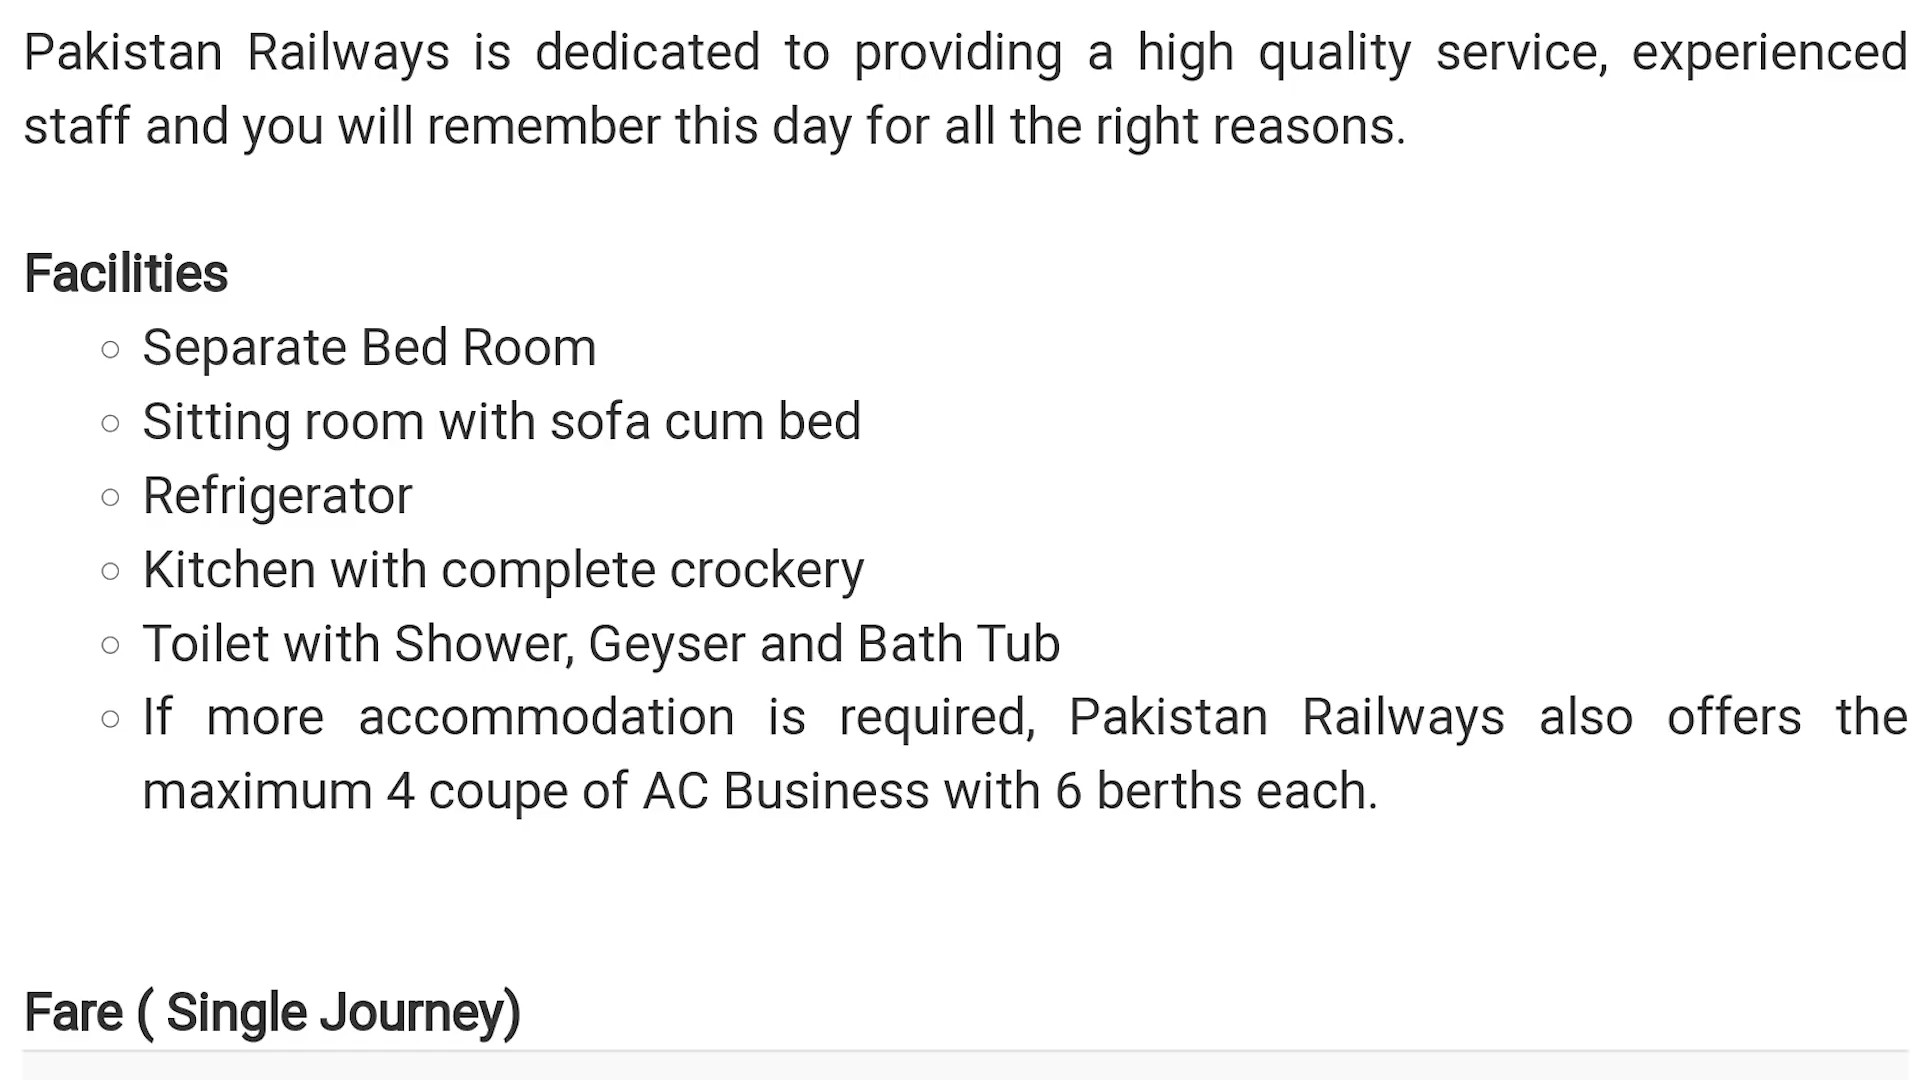 Pakistan Railways is dedicated to providing a high quality service, experienced
staff and you will remember this day for all the right reasons.
Facilities
Separate Bed Room
Sitting room with sofa cum bed
Refrigerator
Kitchen with complete crockery
Toilet with Shower, Geyser and Bath Tub
If more accommodation is required, Pakistan Railways also offers the
maximum 4 coupe of AC Business with 6 berths each.
Fare ( Single Journey)